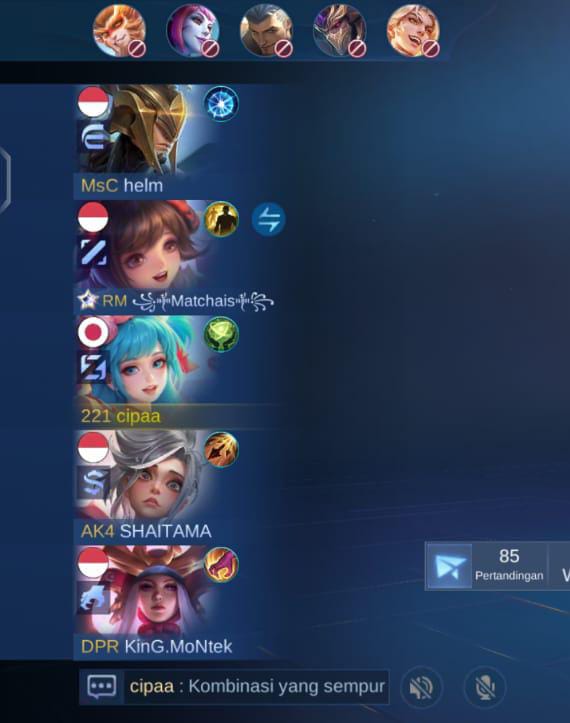 MsC helm
RM ꧁Matchais꧂
221 cipaa
AK4 SHAITAMA
85
Pertandingan
DPR KinG.MoNtek
cipaa : Kombinasi yang sempur